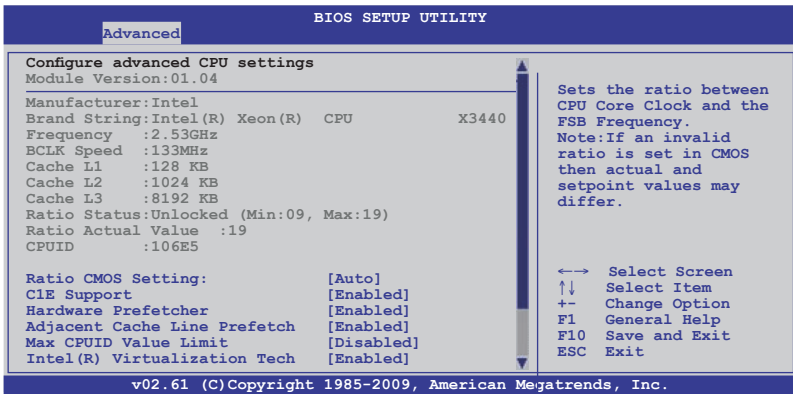 BIOS SETUP UTILITY
Advanced
Configure advanced CPU settings
Module Version:01.04
Manufacturer:Intel
Brand String:Intel(R) Xeon(R) CPU X3440
Frequency :2.53GHz
BCLK Speed :133MHz
Cache L1 :128 KB
Cache L2 :1024 KB
Cache L3 :8192 KB
Ratio Status:Unlocked (Min:09, Max:19)
Ratio Actual Value :19
CPUID :106E5
Ratio CMOS Setting: [Auto]
C1E Support [Enabled]
Hardware Prefetcher [Enabled]
Adjacent Cache Line Prefetch [Enabled]
Max CPUID Value Limit [Disabled]
Intel(R) Virtualization Tech [Enabled]
Sets the ratio between
CPU Core Clock and the
FSB Frequency.
Note:If an invalid
ratio is set in CMOS
then actual and
setpoint values may
differ.
←→ Select Screen
↑↓ Select Item
+- Change Option
F1 General Help
F10 Save and Exit
ESC Exit
v02.61 (C)Copyright 1985-2009, American Megatrends, Inc.